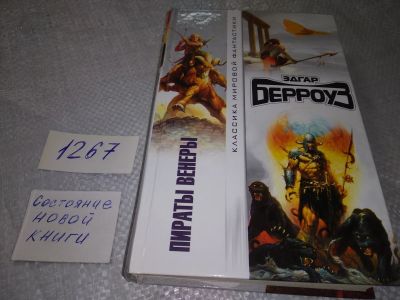 1267
Состояние
НОВОЙ
КНИГИ
ПИРАТЫ ВЕНЕРЫ
КЛАССИКА МИРОВОЙ ФАНТАСТИКИ
ЭДГАР
БЕРРОУЗ